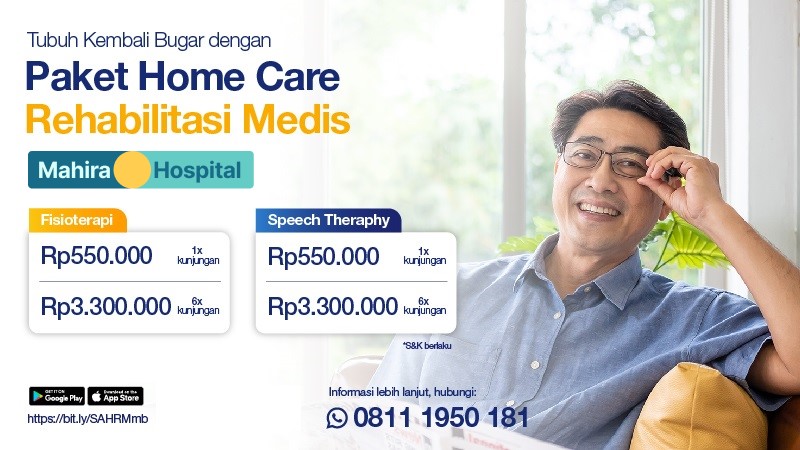 Tubuh Kembali Bugar dengan
Paket Home Care
Rehabilitasi Medis
Mahira Hospital
Fisioterapi
Rp550.000 1x kunjungan
Rp3.300.000 6x kunjungan
Speech Theraphy
Rp550.000 1x kunjungan
Rp3.300.000 6x kunjungan
*S&K berlaku
GET IT ON
Google Play
Download on the
App Store
https://bit.ly/SAHRMmb
Informasi lebih lanjut, hubungi:
0811 1950 181